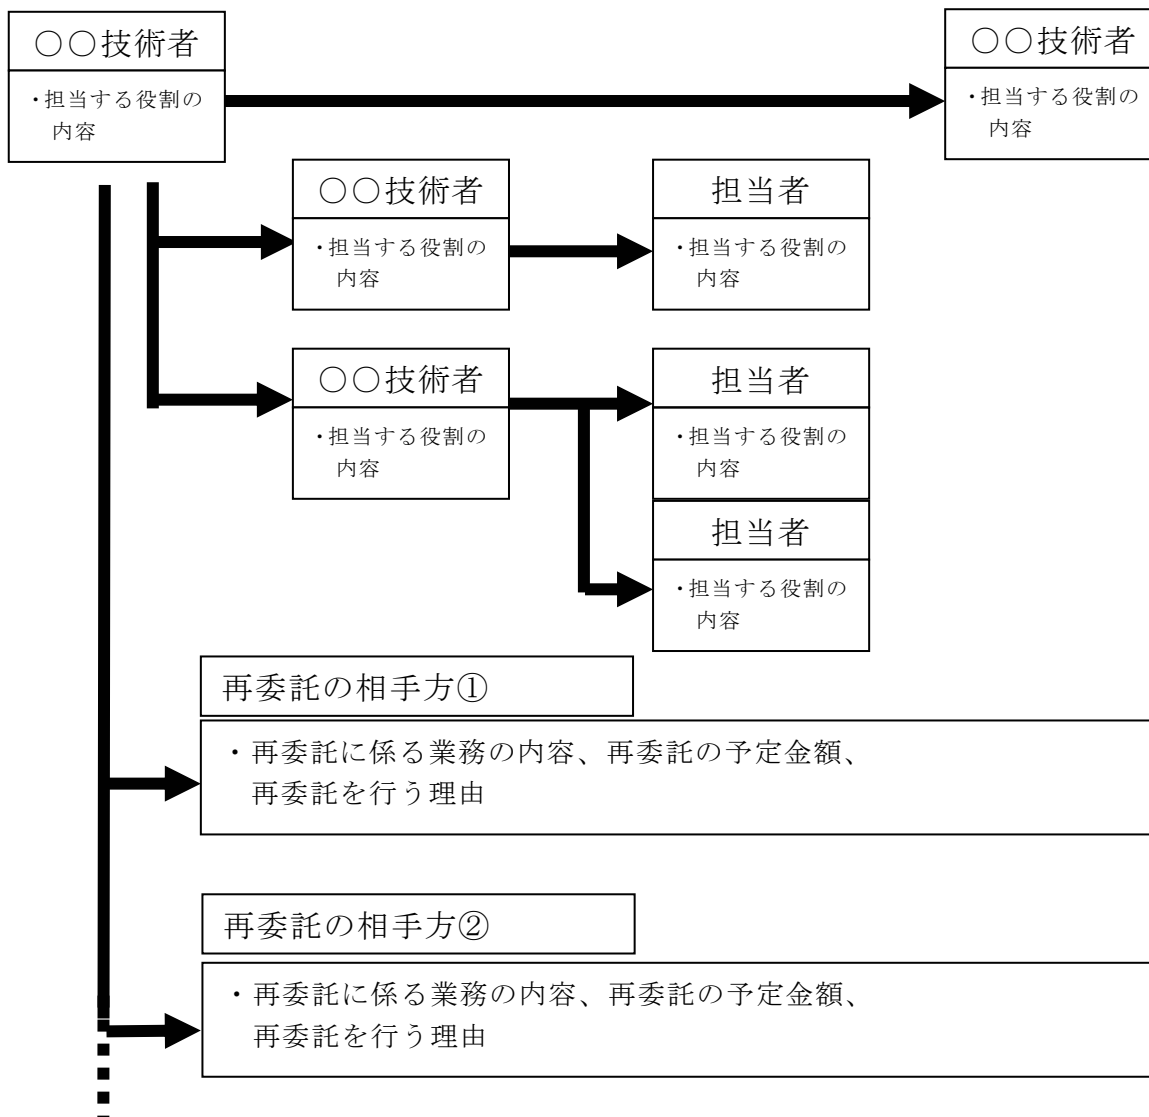 〇〇技術者
・担当する役割の
内容
〇〇技術者
・担当する役割の
内容
〇〇技術者
・担当する役割の
内容
担当者
・担当する役割の
内容
〇〇技術者
・担当する役割の
内容
担当者
・担当する役割の
内容
担当者
・担当する役割の
内容
再委託の相手方①
・再委託に係る業務の内容、再委託の予定金額、
再委託を行う理由
再委託の相手方②
・再委託に係る業務の内容、再委託の予定金額、
再委託を行う理由